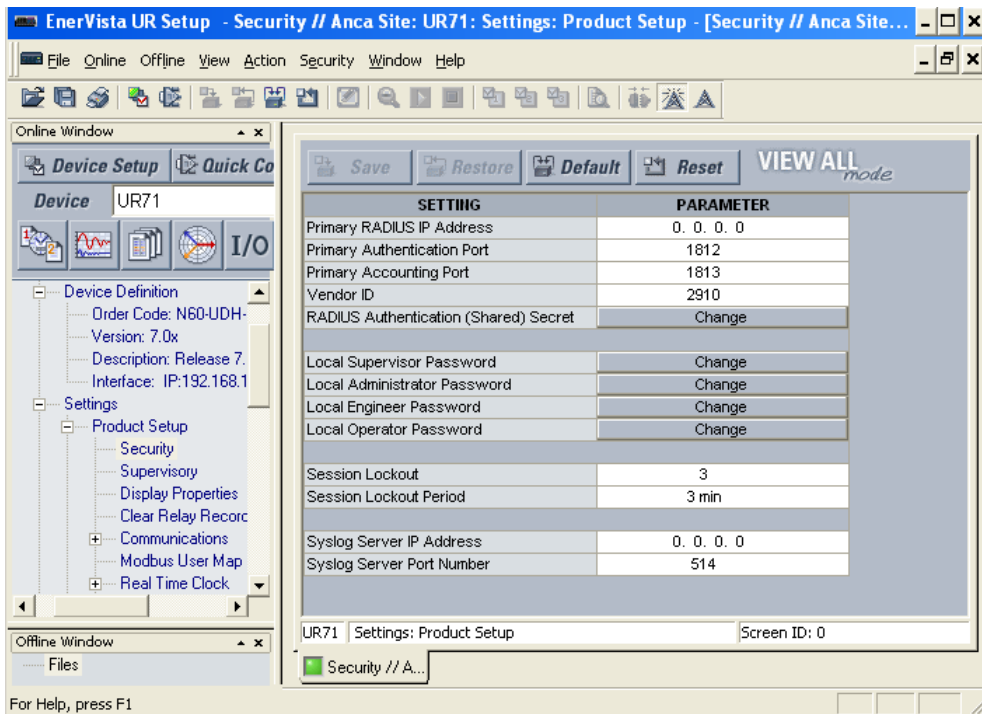 EnerVista UR Setup - Security // Anca Site: UR71: Settings: Product Setup - [Security // Anca Site...
File Online Offline View Action Security Window Help
Online Window
Device Setup Quick Co
Device UR71
I/O
Device Definition
Order Code: N60-UDH-
Version: 7.0x
Description: Release 7.
Interface: IP:192.168.1
Settings
Product Setup
Security
Supervisory
Display Properties
Clear Relay Recorc
Communications
Modbus User Map
Real Time Clock
Offline Window
Files
Save Restore Default Reset VIEW ALL mode
SETTING PARAMETER
Primary RADIUS IP Address 0. 0. 0. 0
Primary Authentication Port 1812
Primary Accounting Port 1813
Vendor ID 2910
RADIUS Authentication (Shared) Secret Change
Local Supervisor Password Change
Local Administrator Password Change
Local Engineer Password Change
Local Operator Password Change
Session Lockout 3
Session Lockout Period 3 min
Syslog Server IP Address 0. 0. 0. 0
Syslog Server Port Number 514
UR71 Settings: Product Setup Screen ID: 0
Security // A...
For Help, press F1